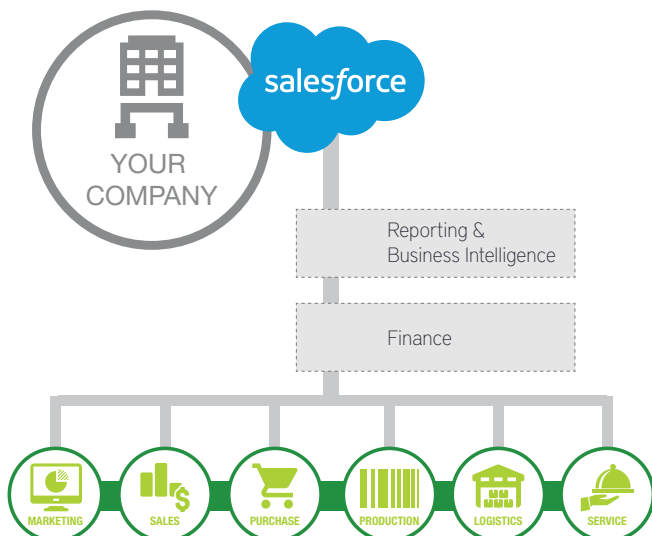 salesforce
YOUR
COMPANY
Reporting &
Business Intelligence
Finance
MARKETING
SALES
PURCHASE
PRODUCTION
LOGISTICS
SERVICE